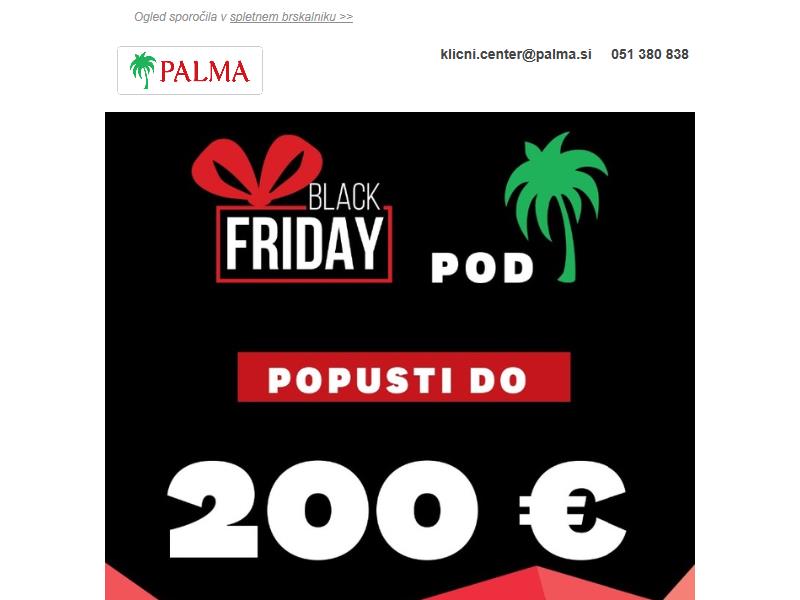 Ogled sporočila v spletnem brskalniku >>
PALMA
klicni.center@palma.si 051 380 838
BLACK
FRIDAY
POD
POPUSTI DO
200 €